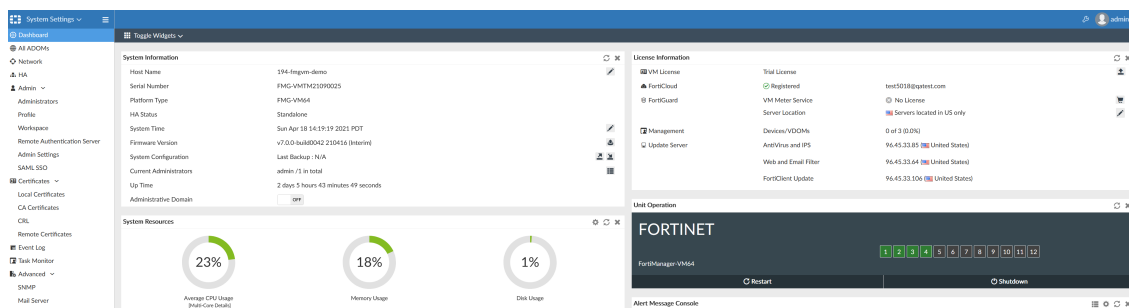 System Settings
admin
Dashboard
Toggle Widgets
All ADOMs
Network
HA
Admin
Administrators
Profile
Workspace
Remote Authentication Server
Admin Settings
SAML SSO
Certificates
Local Certificates
CA Certificates
CRL
Remote Certificates
Event Log
Task Monitor
Advanced
SNMP
Mail Server
System Information
Host Name 194-fmgvm-demo
Serial Number FMG-VMTM21090025
Platform Type FMG-VM64
HA Status Standalone
System Time Sun Apr 18 14:19:19 2021 PDT
Firmware Version v7.0.0-build0042 210416 (Interim)
System Configuration Last Backup : N/A
Current Administrators admin /1 in total
Up Time 2 days 5 hours 43 minutes 49 seconds
Administrative Domain OFF
System Resources
23%
18%
1%
Average CPU Usage
[Multi-Core Details]
Memory Usage
Disk Usage
License Information
VM License Trial License
FortiCloud Registered test5018@qatest.com
FortiGuard VM Meter Service No License
Server Location Servers located in US only
Management Devices/VDOMs 0 of 3 (0.0%)
Update Server AntiVirus and IPS 96.45.33.85 ( United States)
Web and Email Filter 96.45.33.64 ( United States)
FortiClient Update 96.45.33.106 ( United States)
Unit Operation
FORTINET
1 2 3 4 5 6 7 8 9 10 11 12
FortiManager-VM64
Restart
Shutdown
Alert Message Console